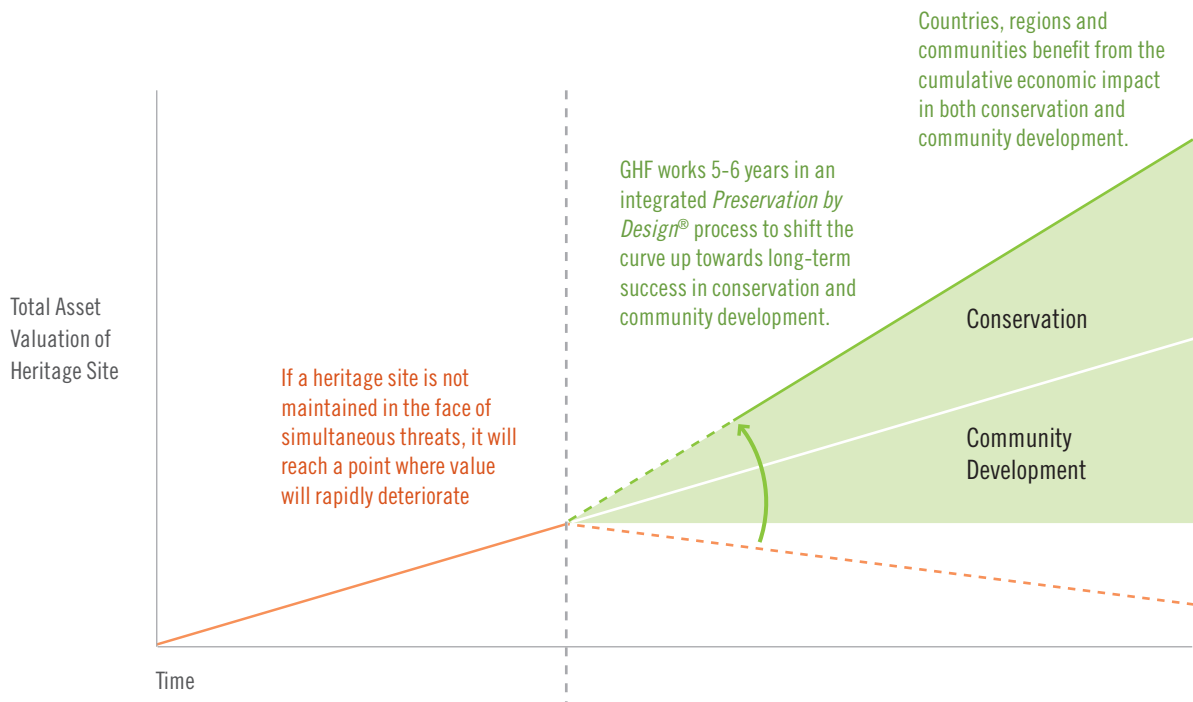 Countries, regions and
communities benefit from the
cumulative economic impact
in both conservation and
community development.
GHF works 5-6 years in an
integrated Preservation by
Design® process to shift the
curve up towards long-term
success in conservation and
community development.
Total Asset
Valuation of
Heritage Site
If a heritage site is not
maintained in the face of
simultaneous threats, it will
reach a point where value
will rapidly deteriorate
Conservation
Community
Development
Time